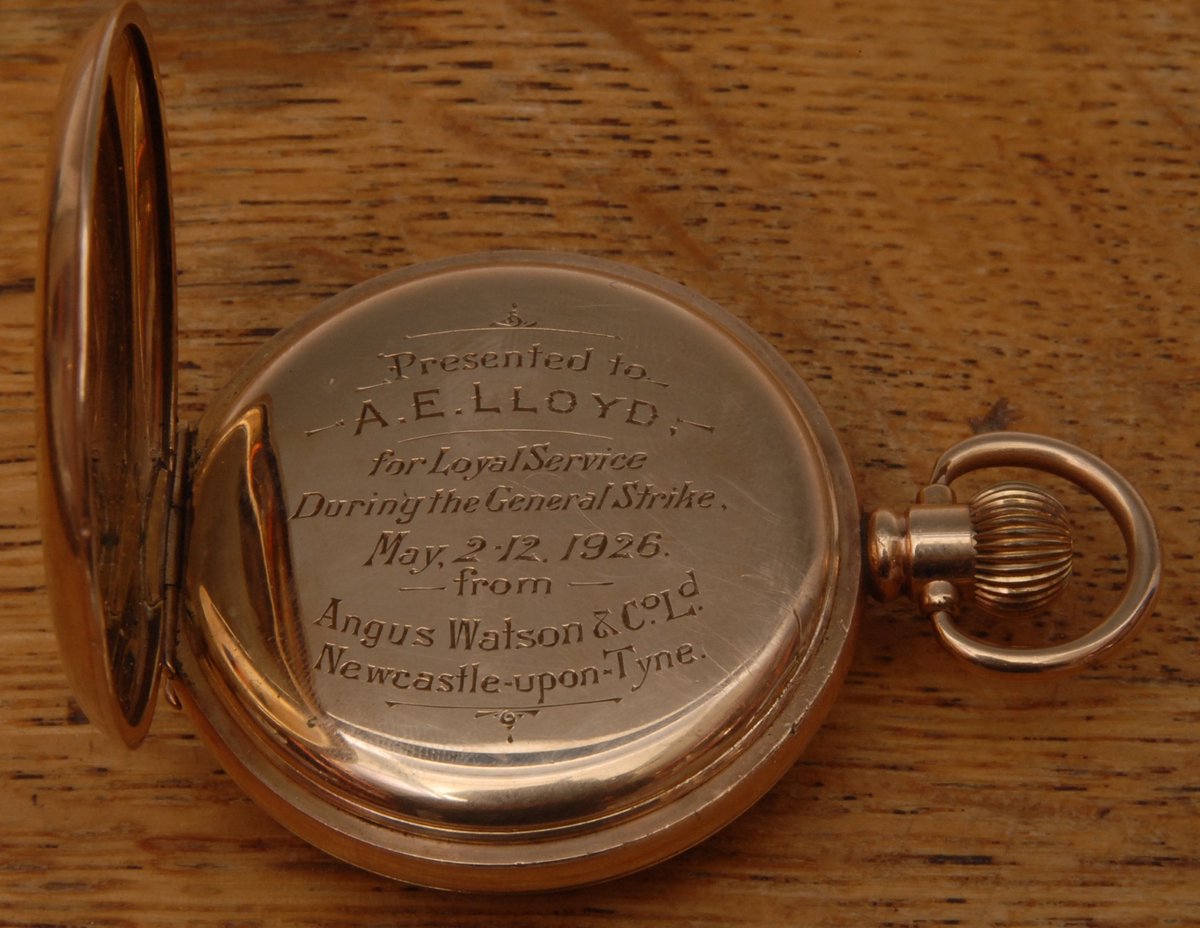 Presented to
A.E.LLOYD,
for Loyal Service
During the General Strike,
May, 2-12, 1926.
from
Angus Watson & Co. Ld.
Newcastle-upon-Tyne.